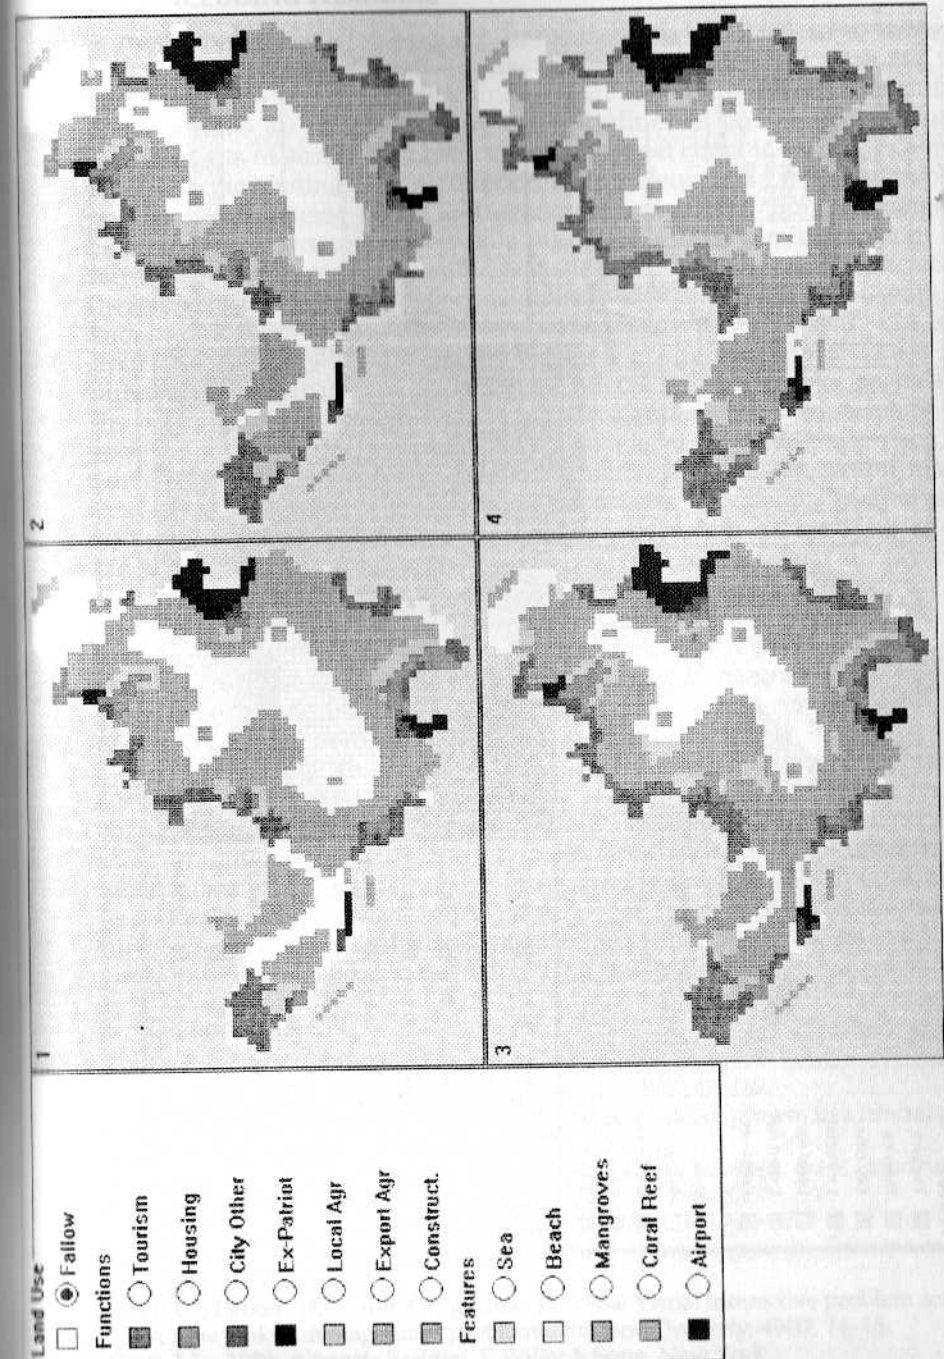 Land Use
Fallow
Functions
Tourism
Housing
City Other
Ex-Patriot
Local Agr
Export Agr
Construct.
Features
Sea
Beach
Mangroves
Coral Reef
Airport
1
2
3
4